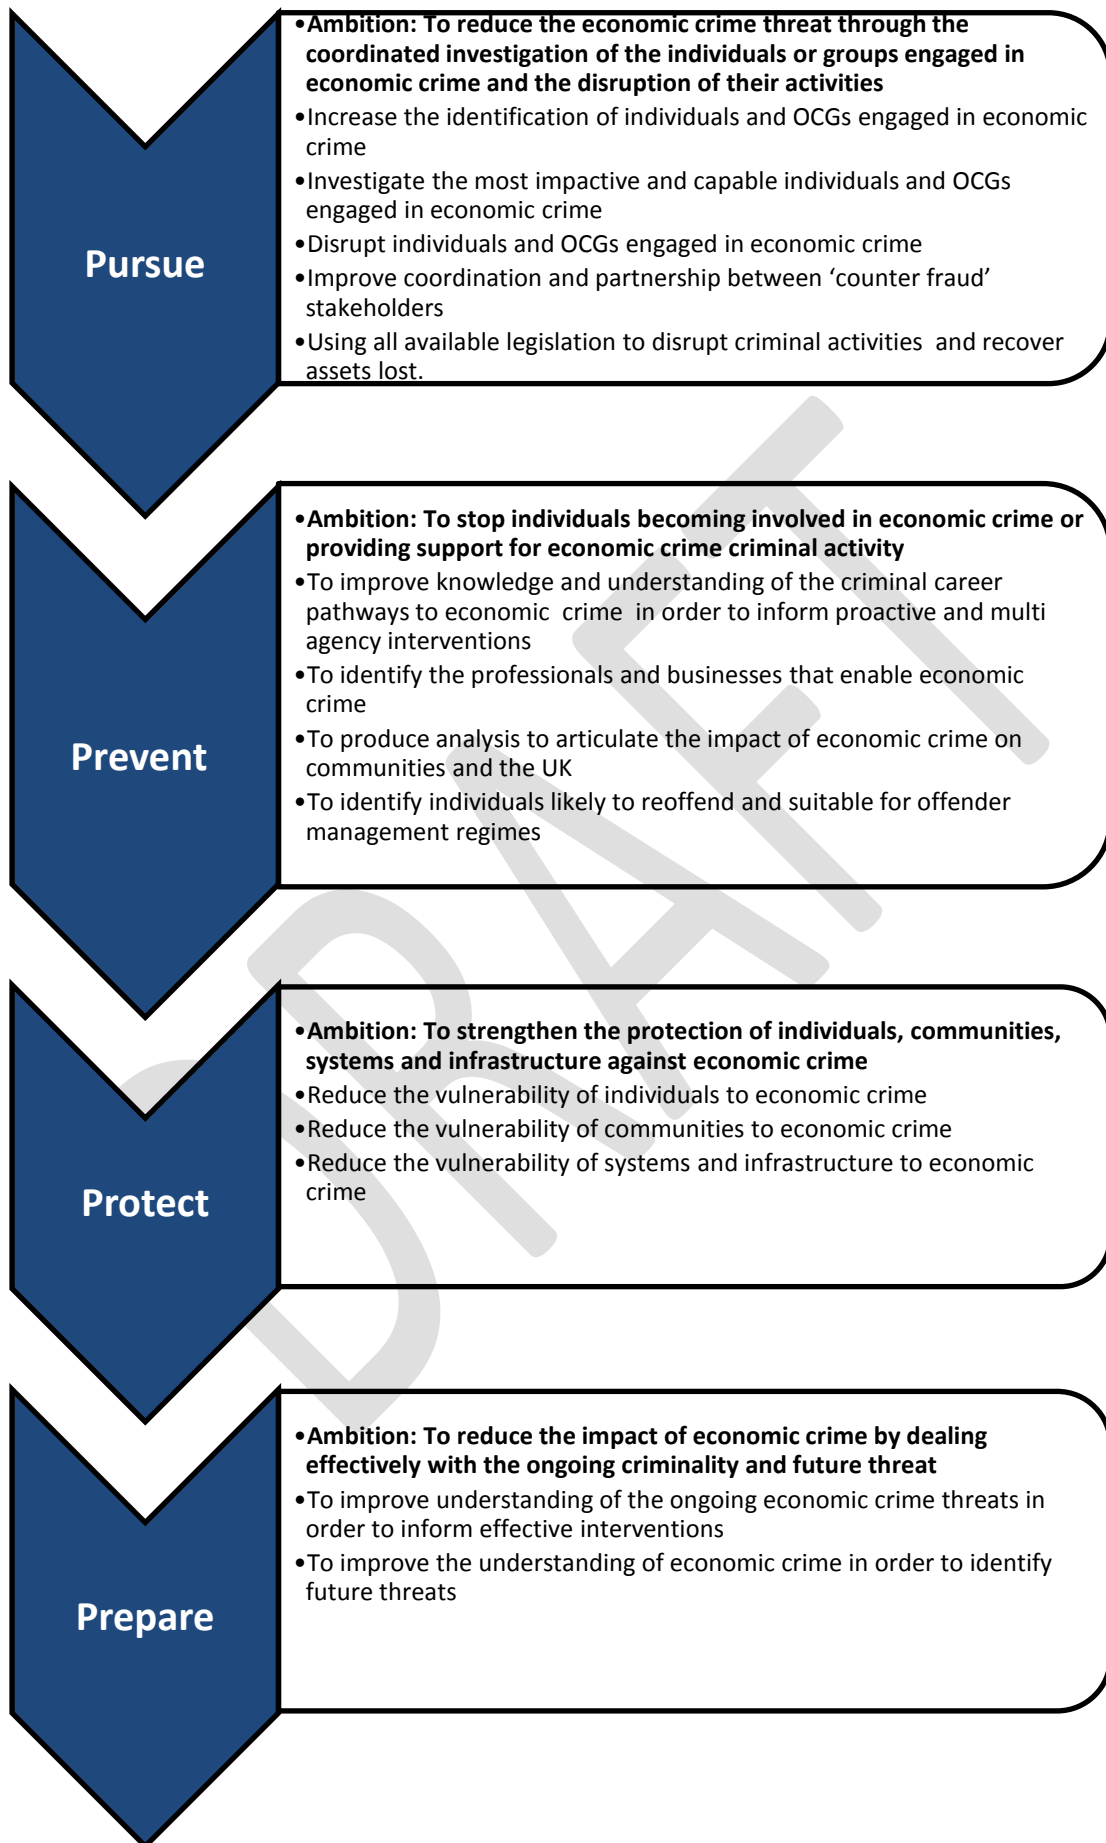 •Ambition: To reduce the economic crime threat through the
coordinated investigation of the individuals or groups engaged in
economic crime and the disruption of their activities
•Increase the identification of individuals and OCGs engaged in economic
crime
•Investigate the most impactive and capable individuals and OCGs
engaged in economic crime
•Disrupt individuals and OCGs engaged in economic crime
•Improve coordination and partnership between ‘counter fraud’
stakeholders
•Using all available legislation to disrupt criminal activities and recover
assets lost.
Pursue
•Ambition: To stop individuals becoming involved in economic crime or
providing support for economic crime criminal activity
•To improve knowledge and understanding of the criminal career
pathways to economic crime in order to inform proactive and multi
agency interventions
•To identify the professionals and businesses that enable economic
crime
•To produce analysis to articulate the impact of economic crime on
communities and the UK
•To identify individuals likely to reoffend and suitable for offender
management regimes
Prevent
•Ambition: To strengthen the protection of individuals, communities,
systems and infrastructure against economic crime
•Reduce the vulnerability of individuals to economic crime
•Reduce the vulnerability of communities to economic crime
•Reduce the vulnerability of systems and infrastructure to economic
crime
Protect
•Ambition: To reduce the impact of economic crime by dealing
effectively with the ongoing criminality and future threat
•To improve understanding of the ongoing economic crime threats in
order to inform effective interventions
•To improve the understanding of economic crime in order to identify
future threats
Prepare
DRAFT